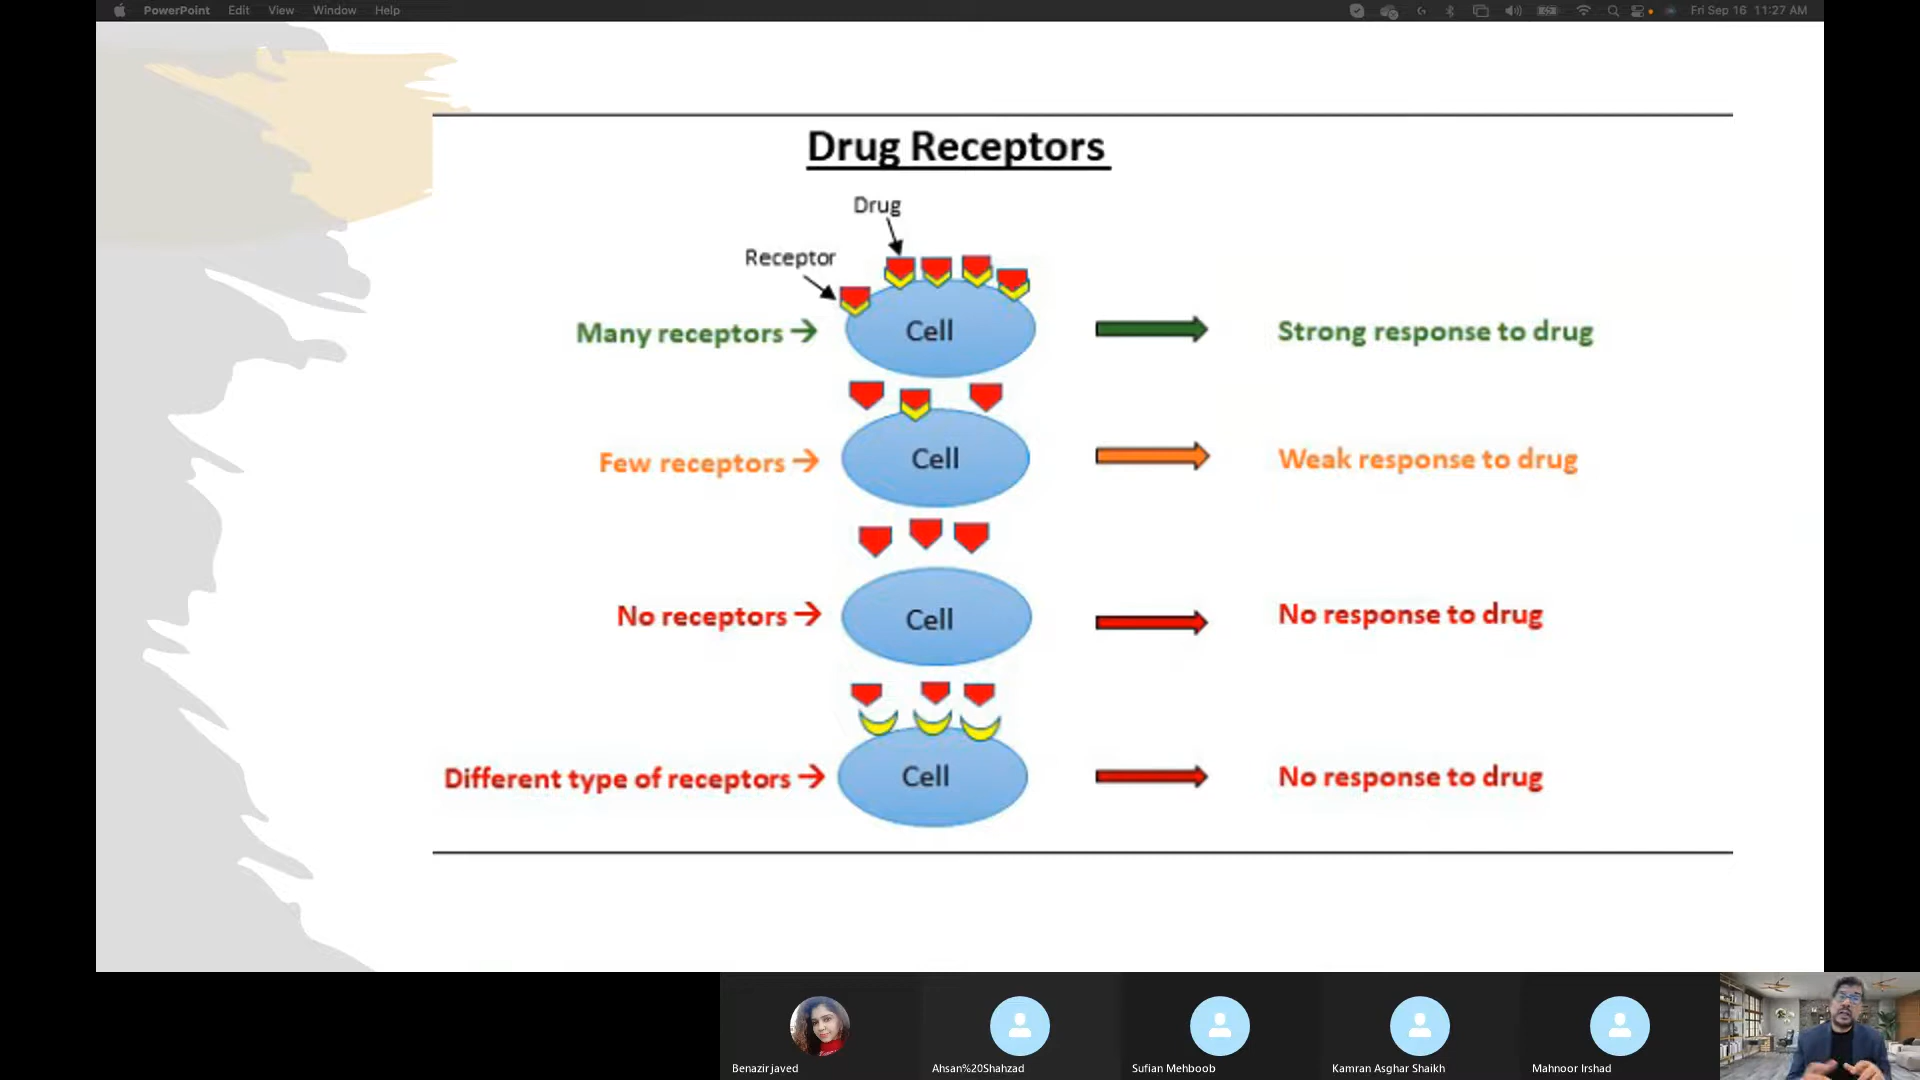 PowerPoint Edit View Window Help Fri Sep 16 11:27 AM
Drug Receptors
Drug
Receptor
Many receptors → Cell Strong response to drug
Few receptors → Cell Weak response to drug
No receptors → Cell No response to drug
Different type of receptors → Cell No response to drug
Benazir javed Ahsan%20Shahzad Sufian Mehboob Kamran Asghar Shaikh Mahnoor Irshad